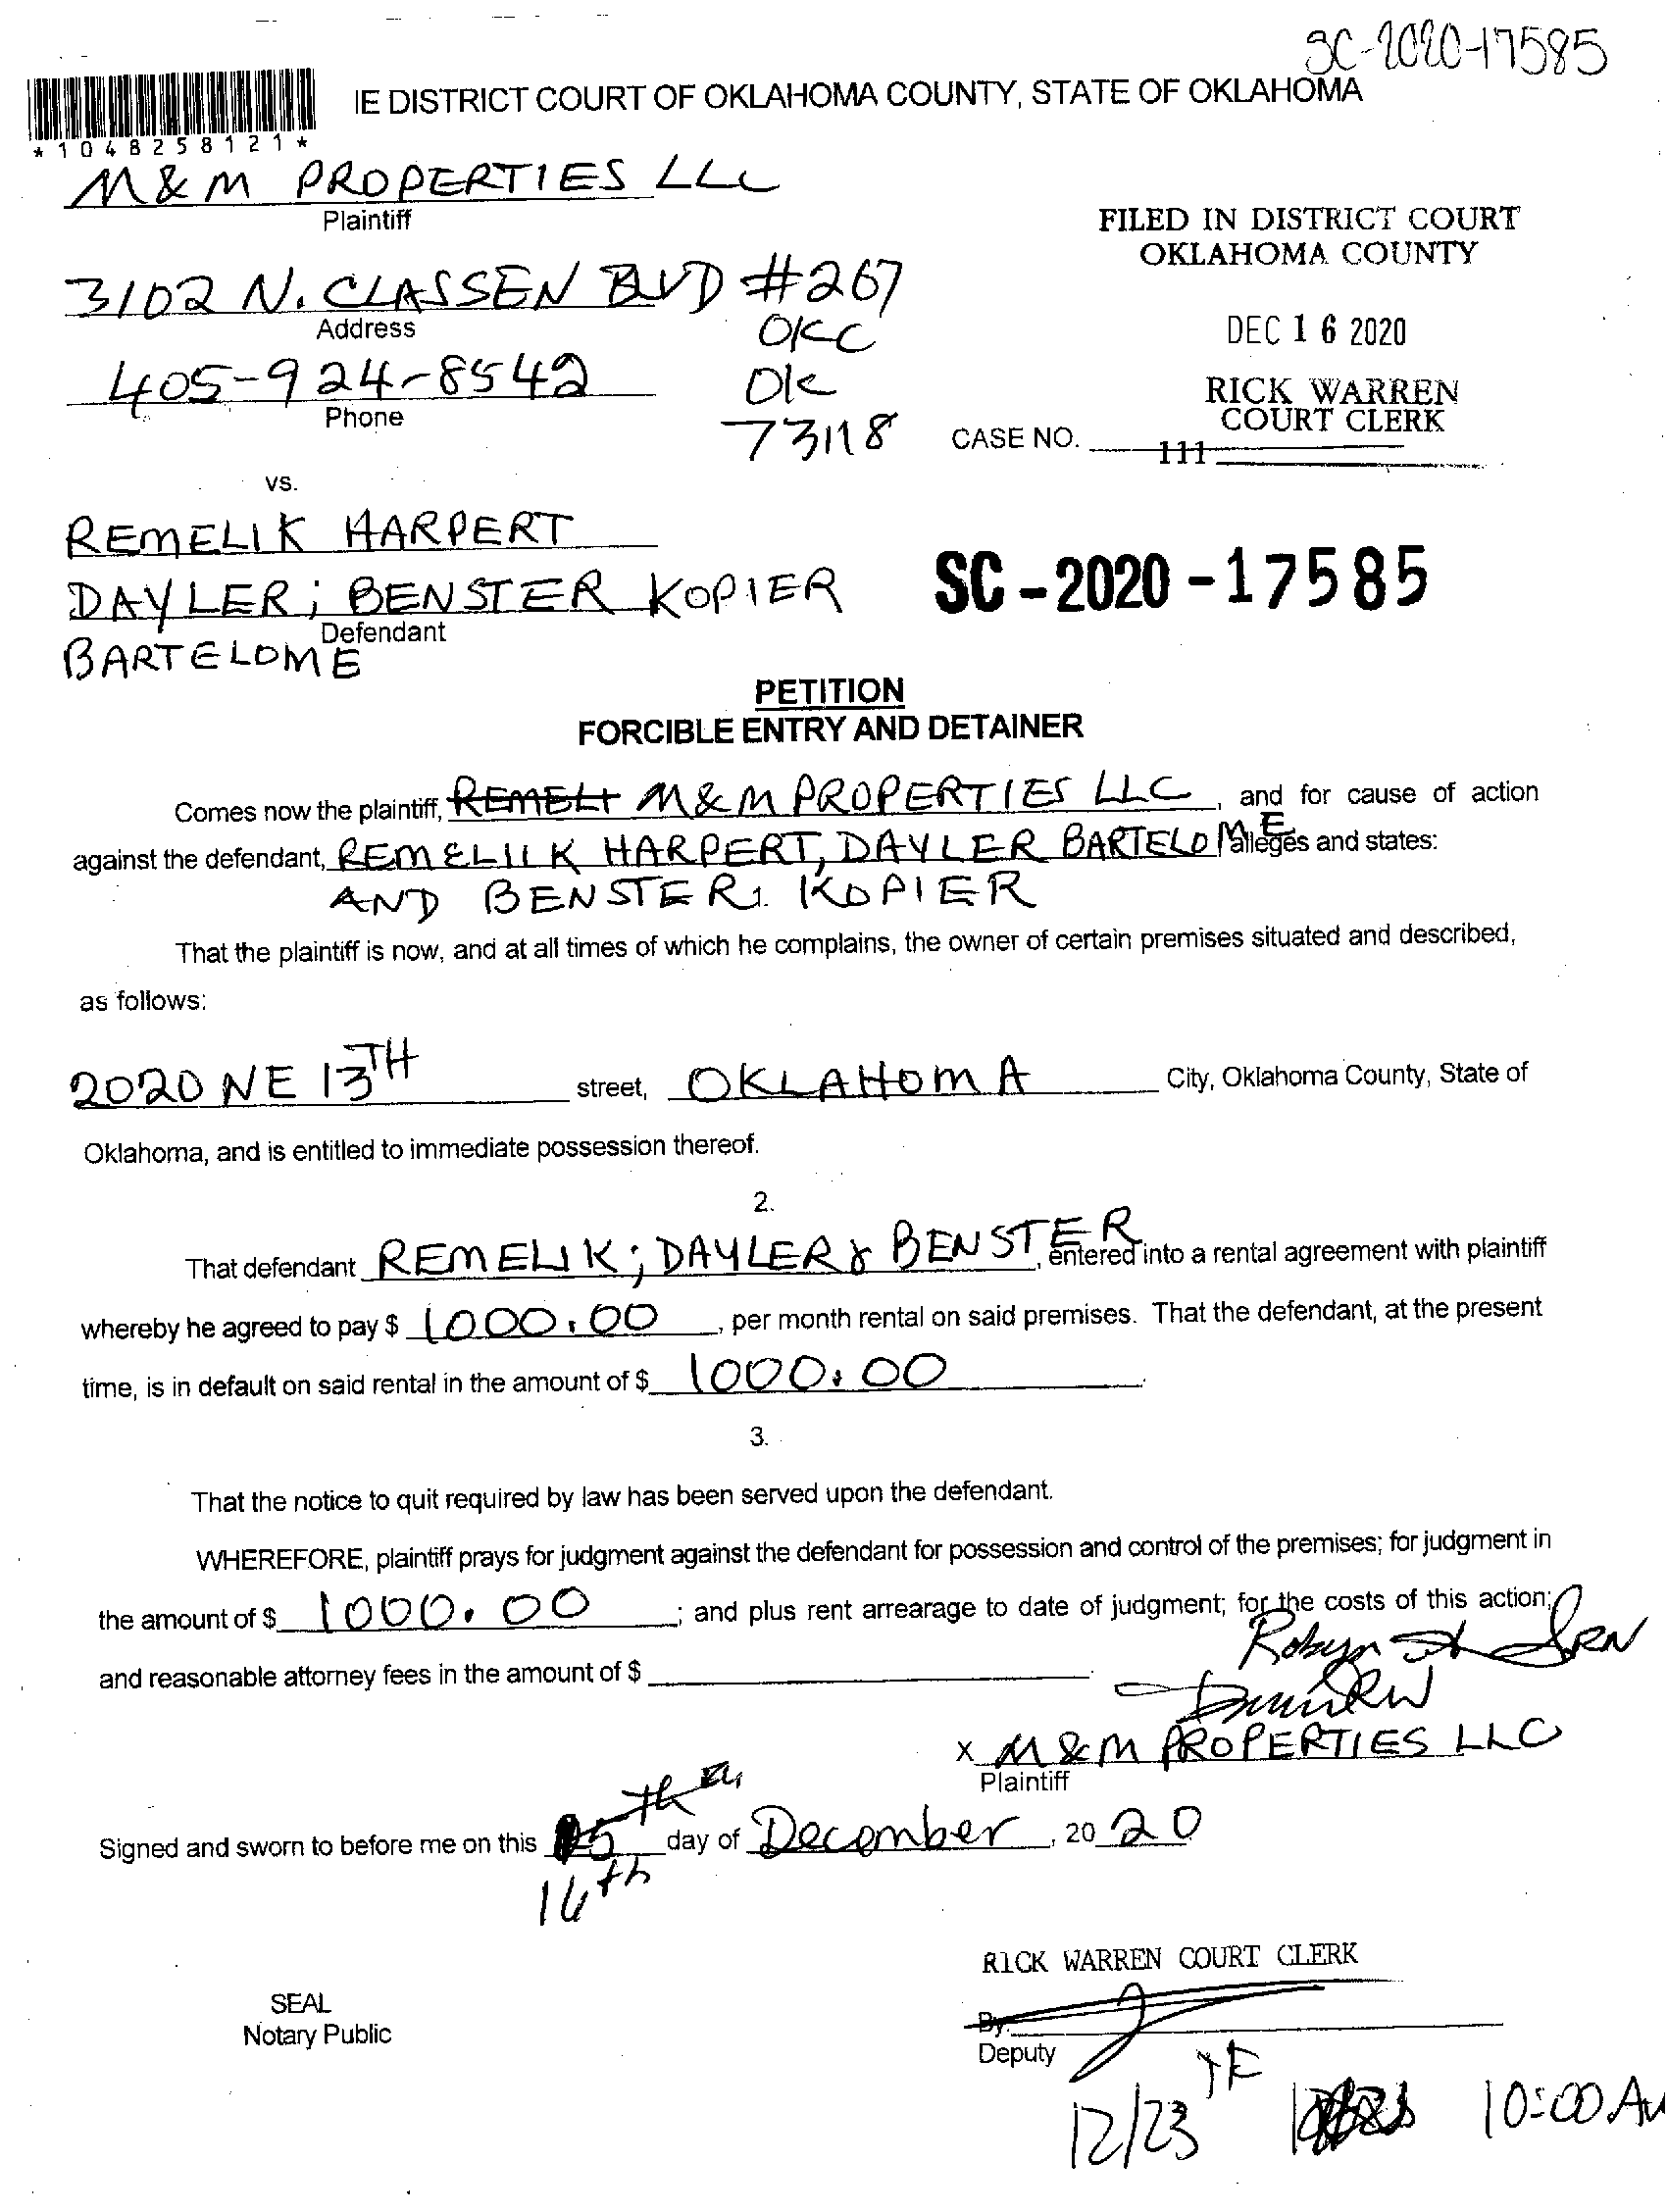 SC-2020-17585
IE DISTRICT COURT OF OKLAHOMA COUNTY, STATE OF OKLAHOMA
*1048258121*
M&M PROPERTIES LLC
Plaintiff
FILED IN DISTRICT COURT
OKLAHOMA COUNTY
3102 N. CLASSEN BLVD #267
Address
OKC
DEC 16 2020
405-924-8542
OK
Phone
RICK WARREN
COURT CLERK
73118
CASE NO. 111
vs.
REMELIK HARPERT
DAYLER; BENSTER KOPIER
SC-2020-17585
Defendant
BARTELOME
PETITION
FORCIBLE ENTRY AND DETAINER
Comes now the plaintiff, REMELI M&M PROPERTIES LLC, and for cause of action
against the defendant, REMELIIK HARPERT, DAYLER BARTELOME alleges and states:
AND BENSTER KOPIER
That the plaintiff is now, and at all times of which he complains, the owner of certain premises situated and described,
as follows:
2020 NE 13TH street, OKLAHOMA City, Oklahoma County, State of
Oklahoma, and is entitled to immediate possession thereof.
2.
That defendant REMELIK; DAYLER & BENSTER, entered into a rental agreement with plaintiff
whereby he agreed to pay $ 1000.00, per month rental on said premises. That the defendant, at the present
time, is in default on said rental in the amount of $ 1000.00.
3.
That the notice to quit required by law has been served upon the defendant.
WHEREFORE, plaintiff prays for judgment against the defendant for possession and control of the premises; for judgment in
the amount of $ 1000.00; and plus rent arrearage to date of judgment; for the costs of this action;
and reasonable attorney fees in the amount of $
x M&M PROPERTIES LLC
Plaintiff
Signed and sworn to before me on this 15th day of December, 2020
16th
RICK WARREN COURT CLERK
SEAL
By:
Notary Public
Deputy
JF
12/23 10:00 AM